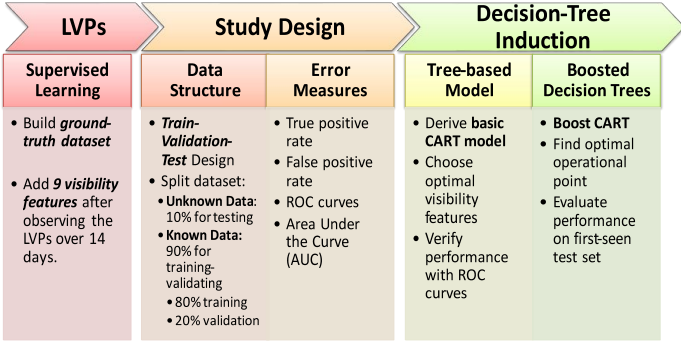 LVPs
Study Design
Decision-Tree
Induction
Supervised
Learning
Data
Structure
Error
Measures
Tree-based
Model
Boosted
Decision Trees
• Build ground-
truth dataset
• Add 9 visibility
features after
observing the
LVPs over 14
days.
• Train-
Validation-
Test Design
• Split dataset:
• Unknown Data:
10% for testing
• Known Data:
90% for
training-
validating
• 80% training
• 20% validation
• True positive
rate
• False positive
rate
• ROC curves
• Area Under
the Curve
(AUC)
• Derive basic
CART model
• Choose
optimal
visibility
features
• Verify
performance
with ROC
curves
• Boost CART
• Find optimal
operational
point
• Evaluate
performance
on first-seen
test set